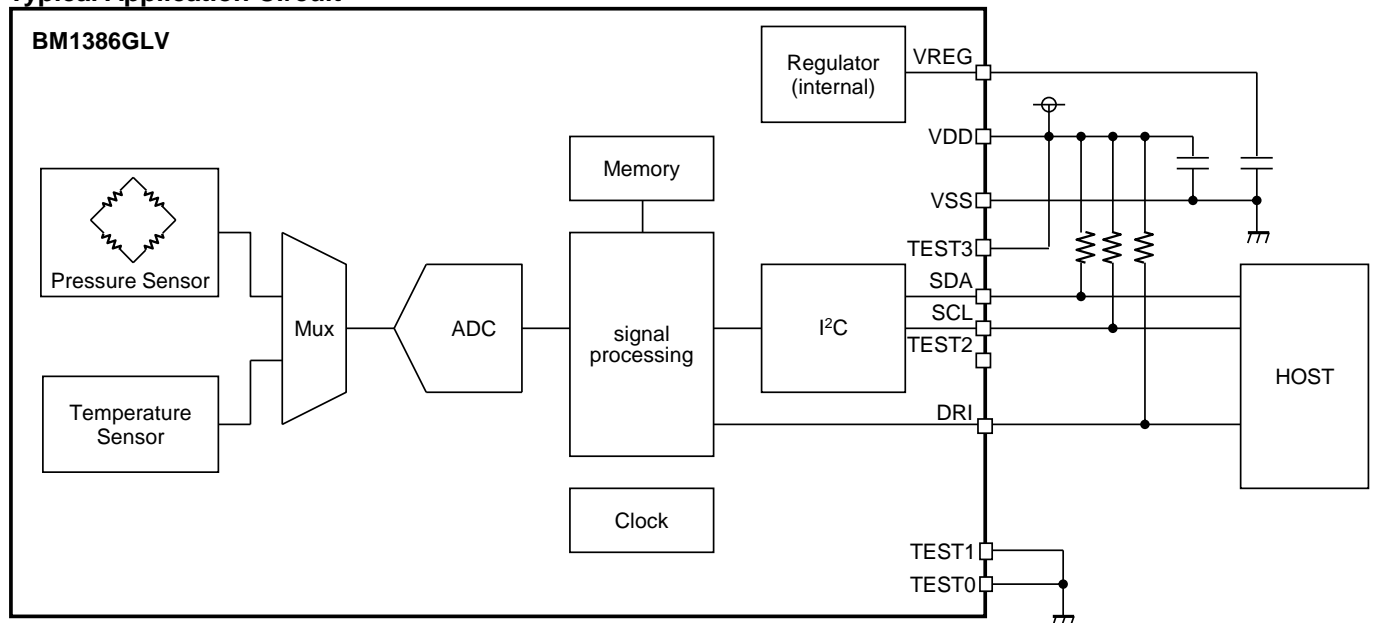 Typical Application Circuit
BM1386GLV
Regulator
(internal)
VREG
VDD
Memory
VSS
TEST3
Pressure Sensor
SDA
Mux
ADC
signal
processing
I²C
SCL
TEST2
HOST
Temperature
Sensor
DRI
Clock
TEST1
TEST0